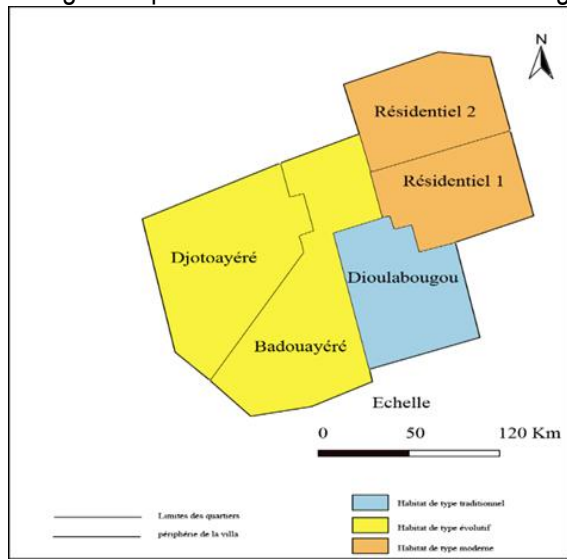 N
Résidentiel 2
Résidentiel 1
Djotoayéré
Dioulabougou
Badouayéré
Echelle
0 50 120 Km
Limites des quartiers
périphérie de la villa
Habitat de type traditionnel
Habitat de type évolutif
Habitat de type moderne